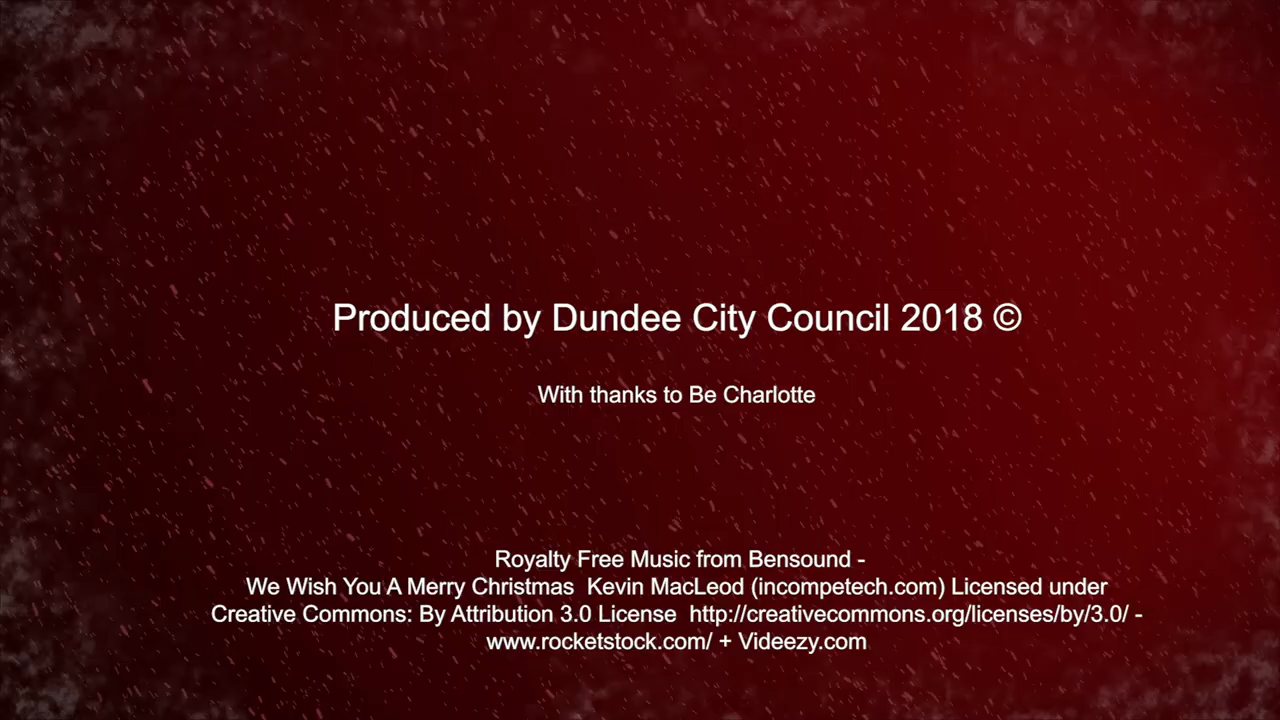 Produced by Dundee City Council 2018 ©
With thanks to Be Charlotte
Royalty Free Music from Bensound -
We Wish You A Merry Christmas  Kevin MacLeod (incompetech.com) Licensed under
Creative Commons: By Attribution 3.0 License  http://creativecommons.org/licenses/by/3.0/ -
www.rocketstock.com/ + Videezy.com